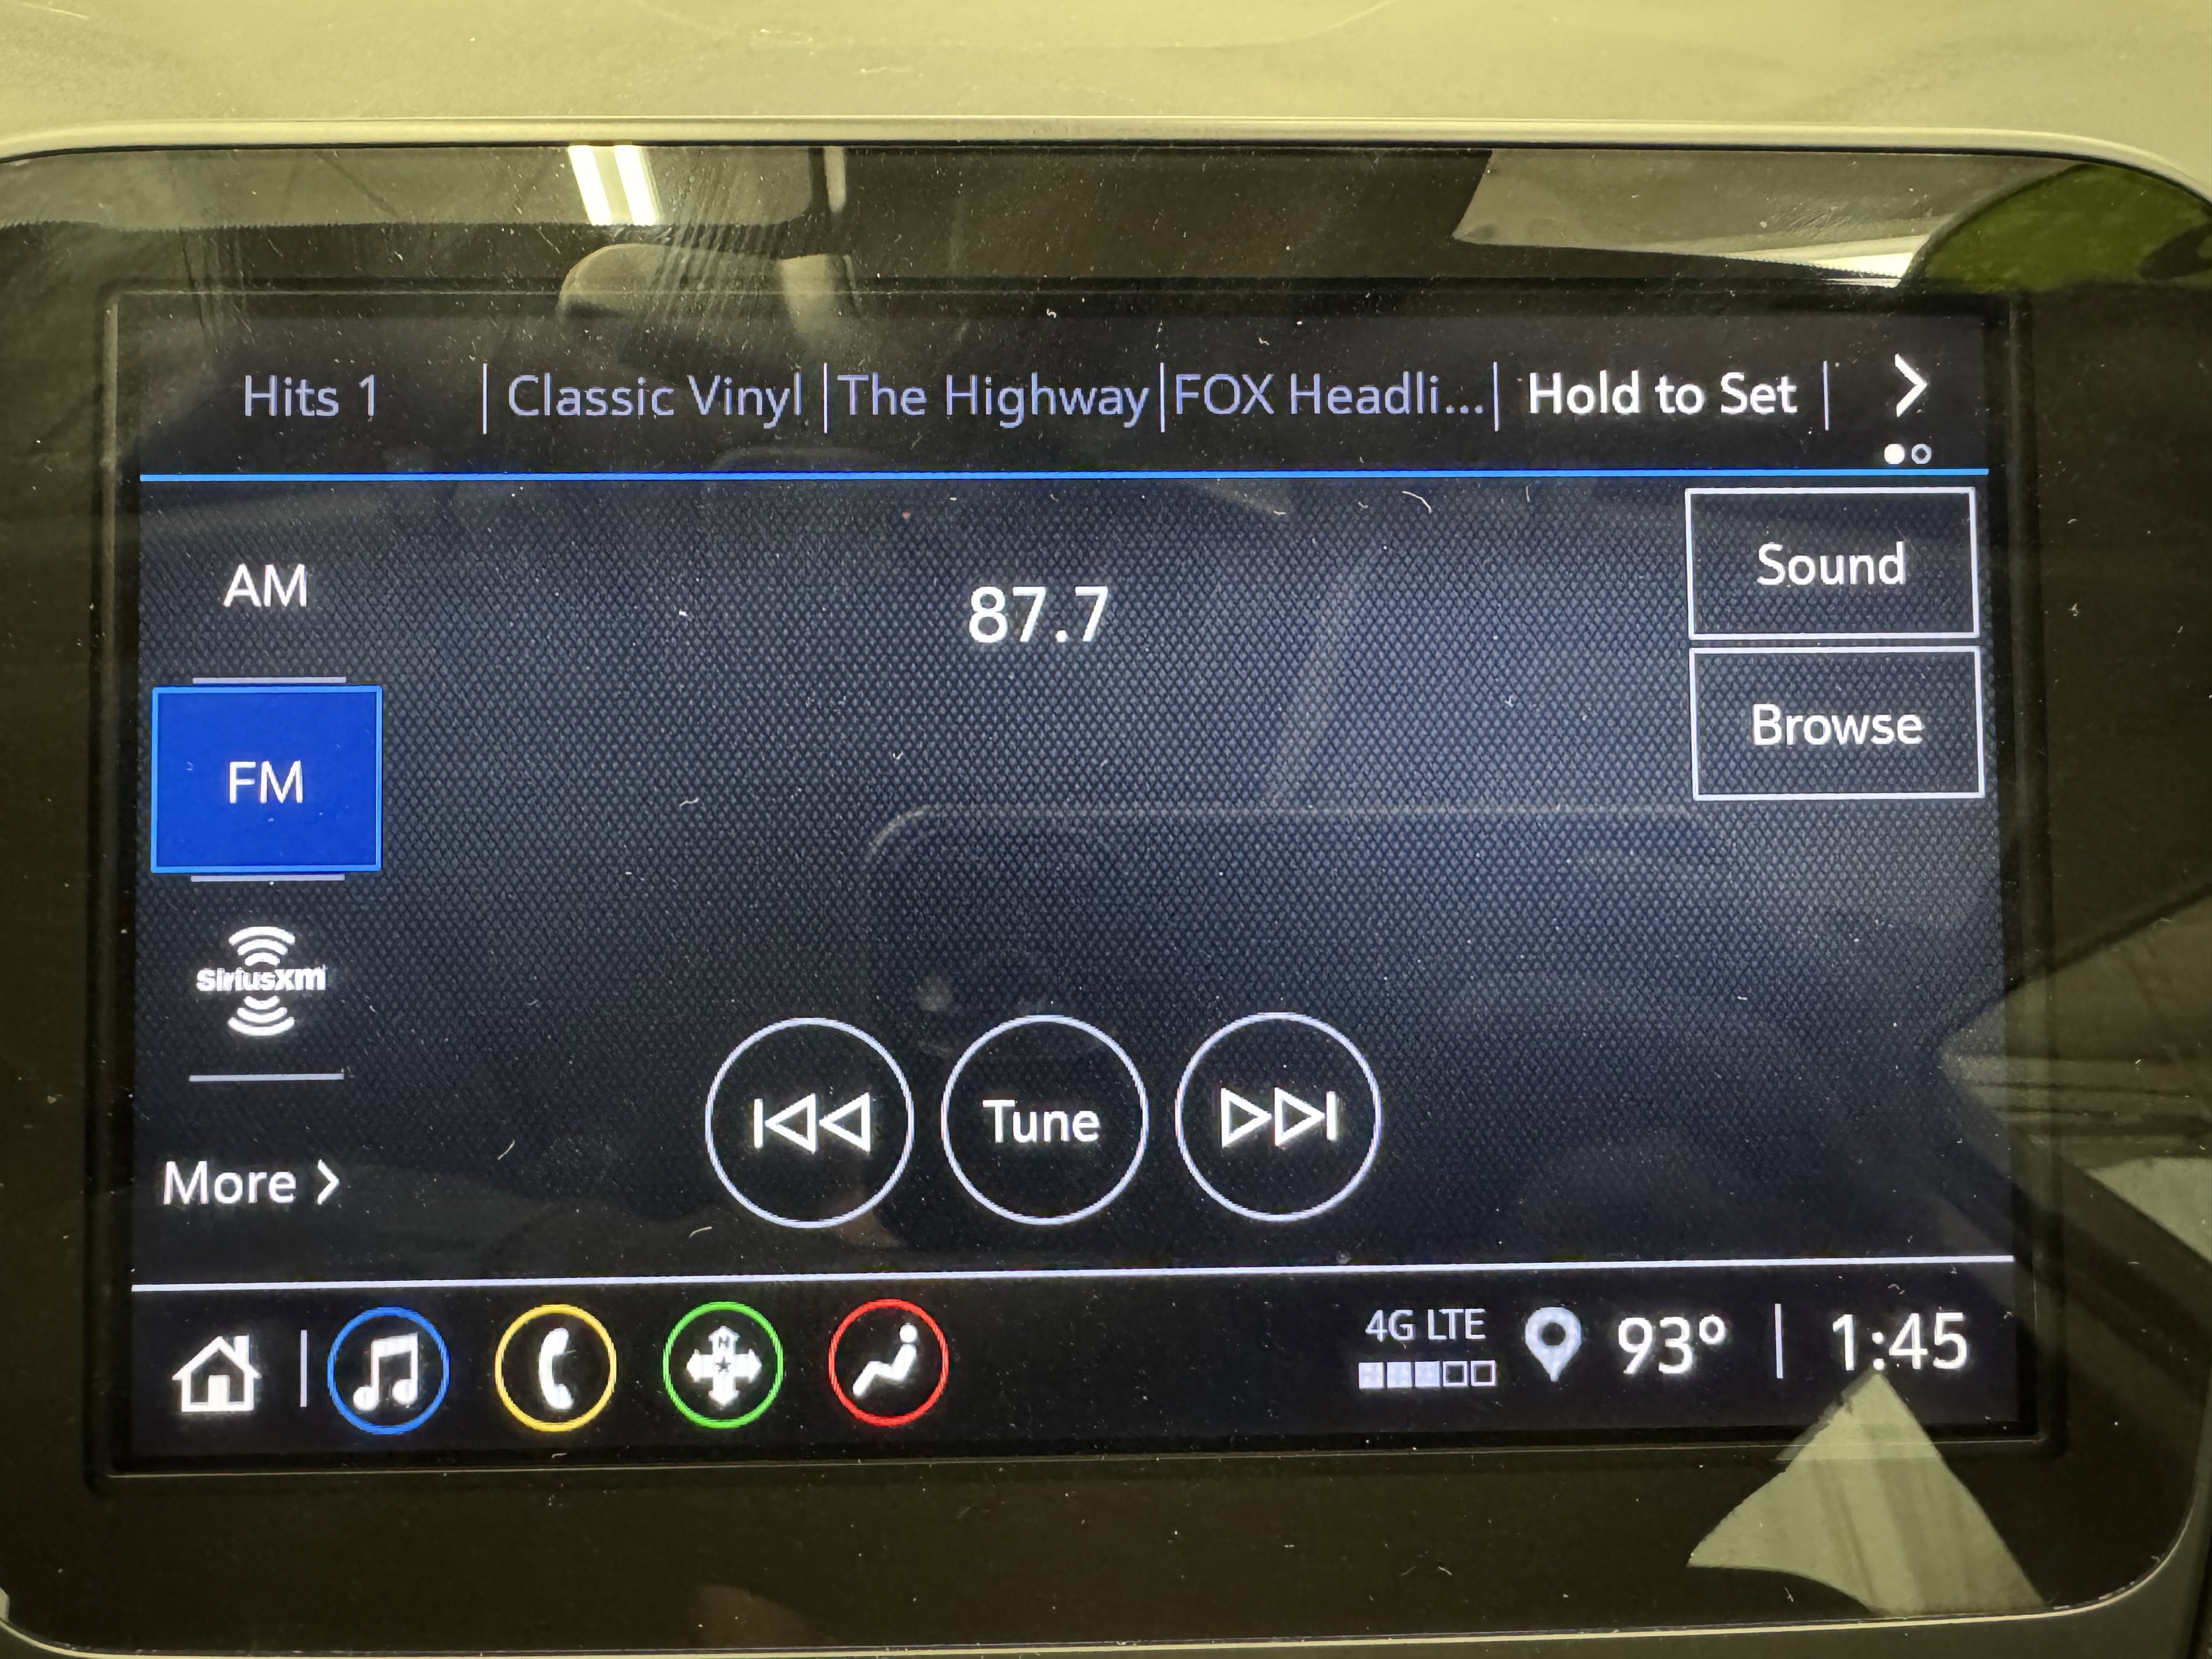 Hits 1 | Classic Vinyl | The Highway | FOX Headli... | Hold to Set |
AM
87.7
Sound
Browse
FM
siriusxm
Tune
More >
N
4G LTE
93° | 1:45